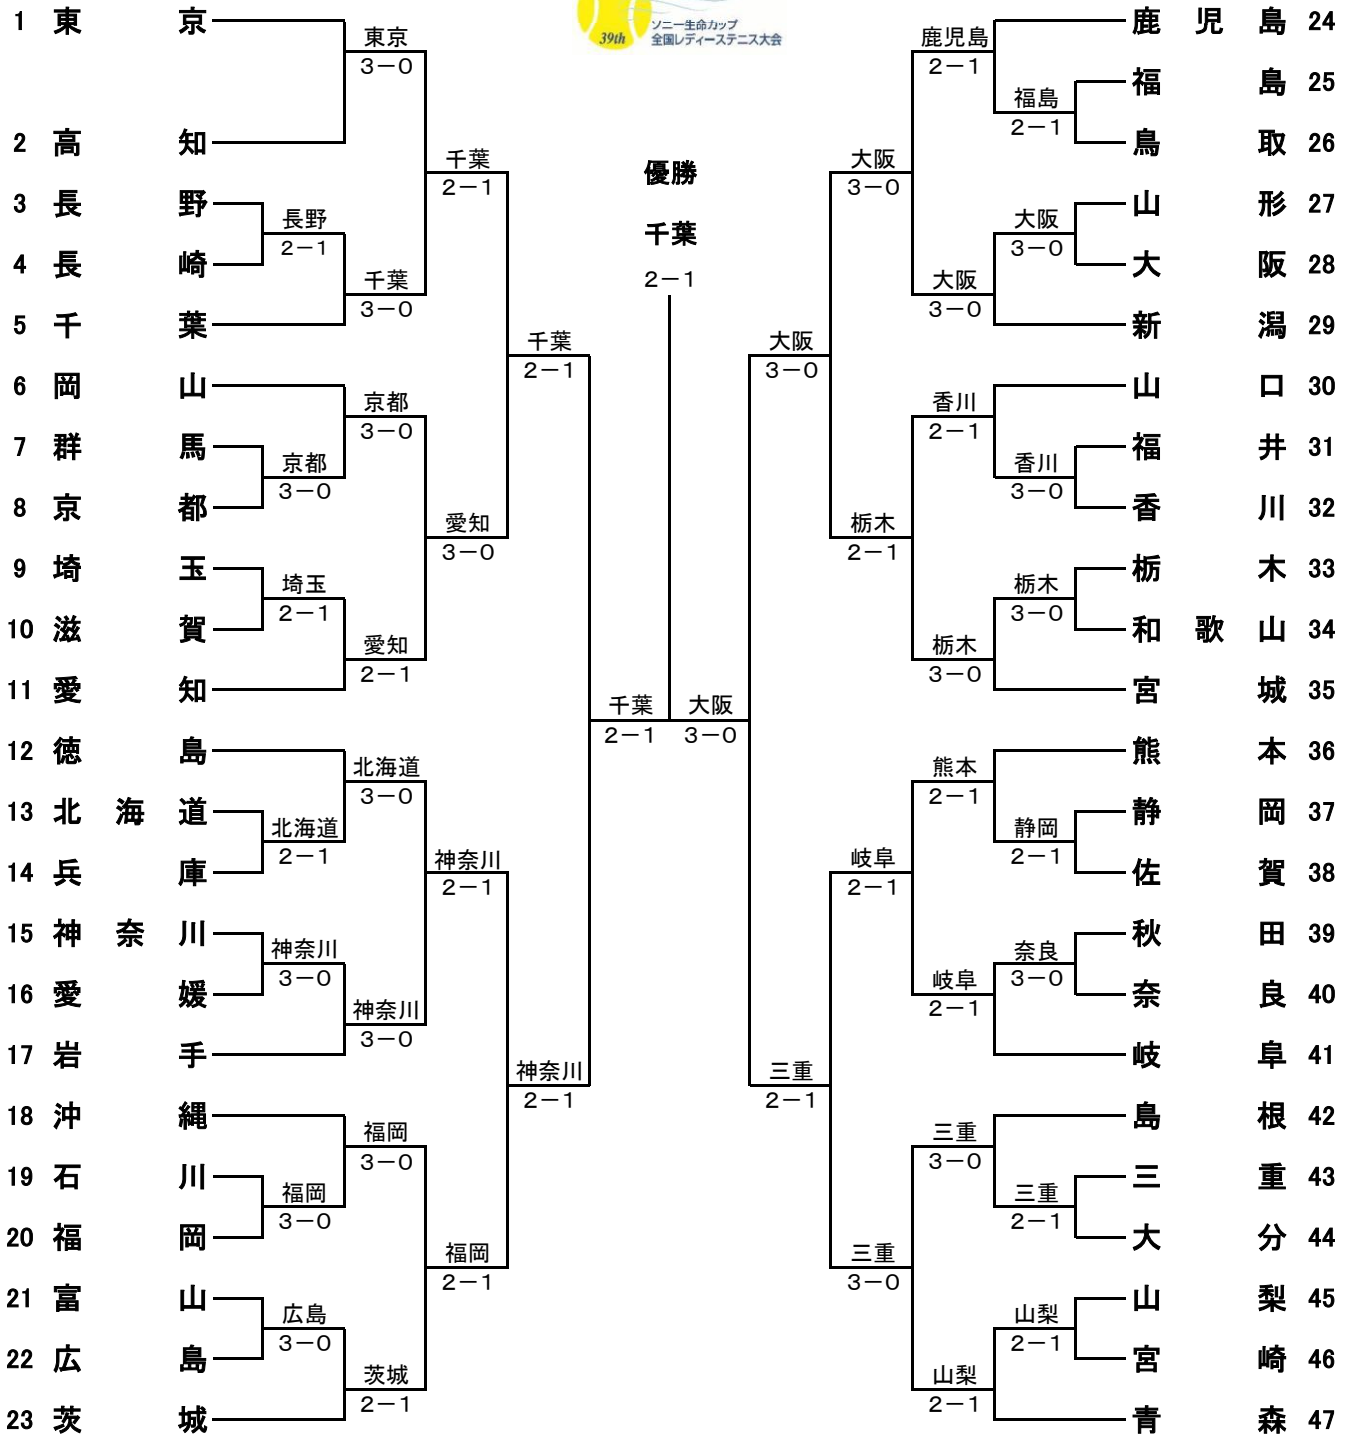 39th
ソニー生命カップ
全国レディーステニス大会
優勝
千葉
2－1
1 東京
2 高知
3 長野
4 長崎
5 千葉
6 岡山
7 群馬
8 京都
9 埼玉
10 滋賀
11 愛知
12 徳島
13 北海道
14 兵庫
15 神奈川
16 愛媛
17 岩手
18 沖縄
19 石川
20 福岡
21 富山
22 広島
23 茨城
長野
2－1
京都
3－0
埼玉
2－1
北海道
2－1
神奈川
3－0
福岡
3－0
広島
3－0
東京
3－0
千葉
3－0
京都
3－0
愛知
2－1
北海道
3－0
神奈川
3－0
福岡
3－0
茨城
2－1
千葉
2－1
愛知
3－0
神奈川
2－1
福岡
2－1
千葉
2－1
神奈川
2－1
千葉
2－1
大阪
3－0
大阪
3－0
三重
2－1
大阪
3－0
栃木
2－1
岐阜
2－1
三重
3－0
鹿児島
2－1
大阪
3－0
香川
2－1
栃木
3－0
熊本
2－1
岐阜
2－1
三重
3－0
山梨
2－1
福島
2－1
大阪
3－0
香川
3－0
栃木
3－0
静岡
2－1
奈良
3－0
三重
2－1
山梨
2－1
鹿児島 24
福島 25
鳥取 26
山形 27
大阪 28
新潟 29
山口 30
福井 31
香川 32
栃木 33
和歌山 34
宮城 35
熊本 36
静岡 37
佐賀 38
秋田 39
奈良 40
岐阜 41
島根 42
三重 43
大分 44
山梨 45
宮崎 46
青森 47